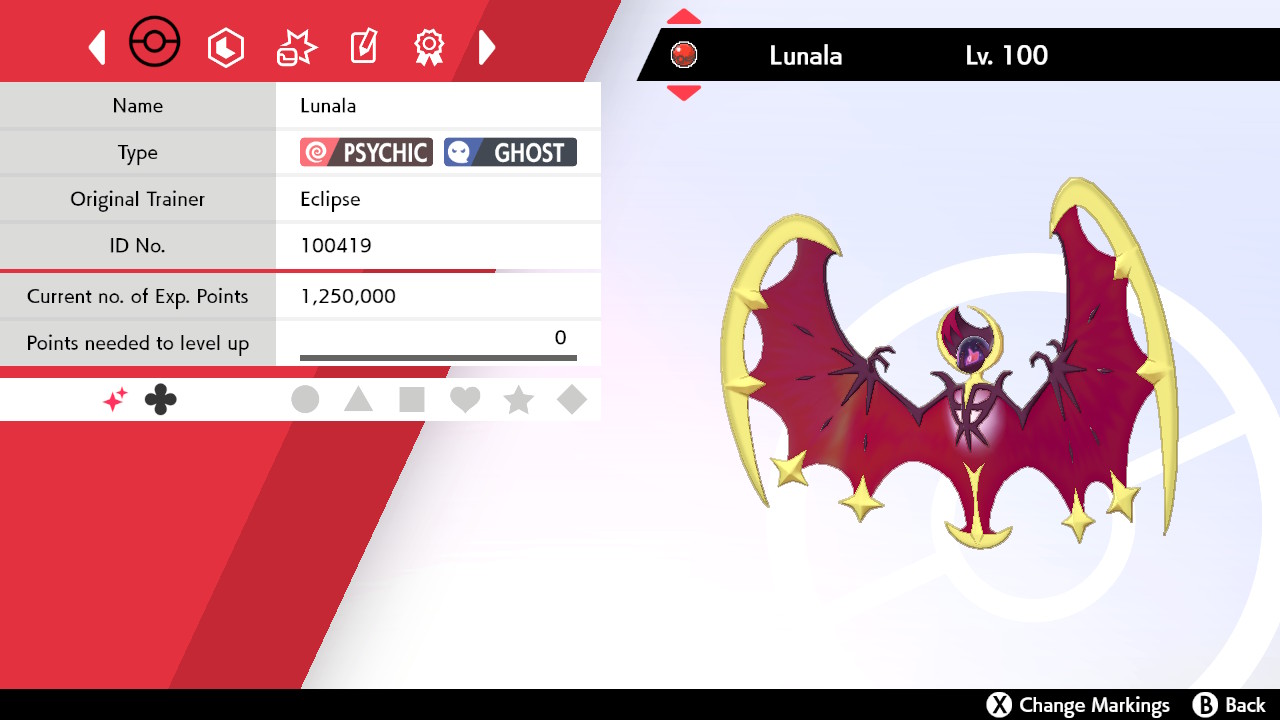 Lunala Lv. 100
Name Lunala
Type PSYCHIC GHOST
Original Trainer Eclipse
ID No. 100419
Current no. of Exp. Points 1,250,000
Points needed to level up 0
X Change Markings B Back